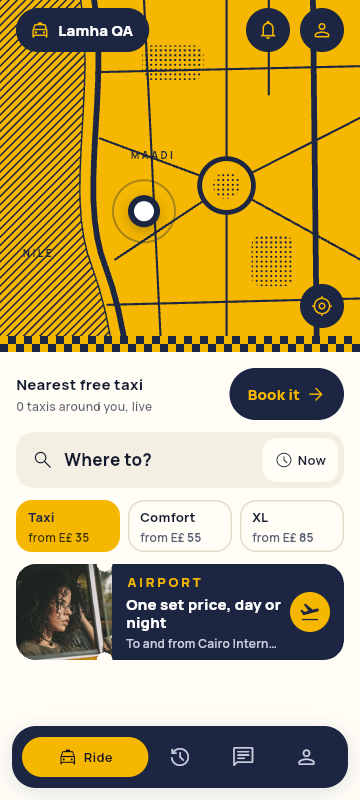 Lamha QA
MAADI
NILE
Nearest free taxi
0 taxis around you, live
Book it
Where to?
Now
Taxi
from E£ 35
Comfort
from E£ 55
XL
from E£ 85
AIRPORT
One set price, day or
night
To and from Cairo Intern...
Ride